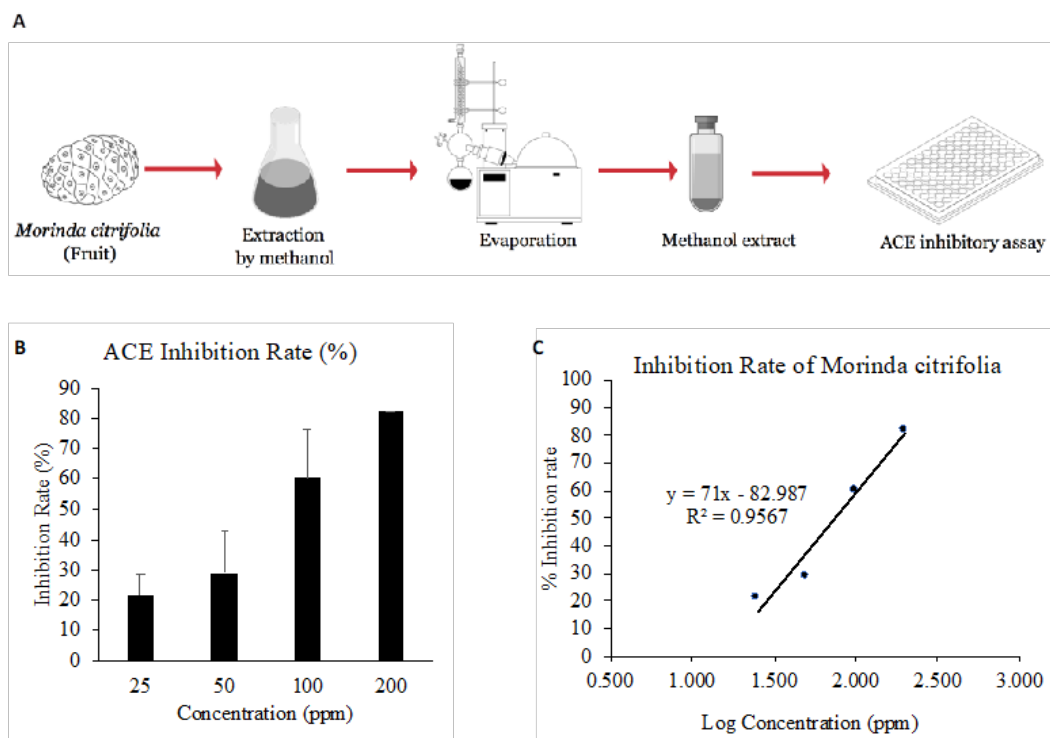 A
Morinda citrifolia
(Fruit)
Extraction
by methanol
Evaporation
Methanol extract
ACE inhibitory assay
B
ACE Inhibition Rate (%)
Inhibition Rate (%)
90
80
70
60
50
40
30
20
10
0
25 50 100 200
Concentration (ppm)
C
Inhibition Rate of Morinda citrifolia
% Inhibition rate
100
90
80
70
60
50
40
30
20
10
0
y = 71x - 82.987
R² = 0.9567
0.500 1.000 1.500 2.000 2.500 3.000
Log Concentration (ppm)